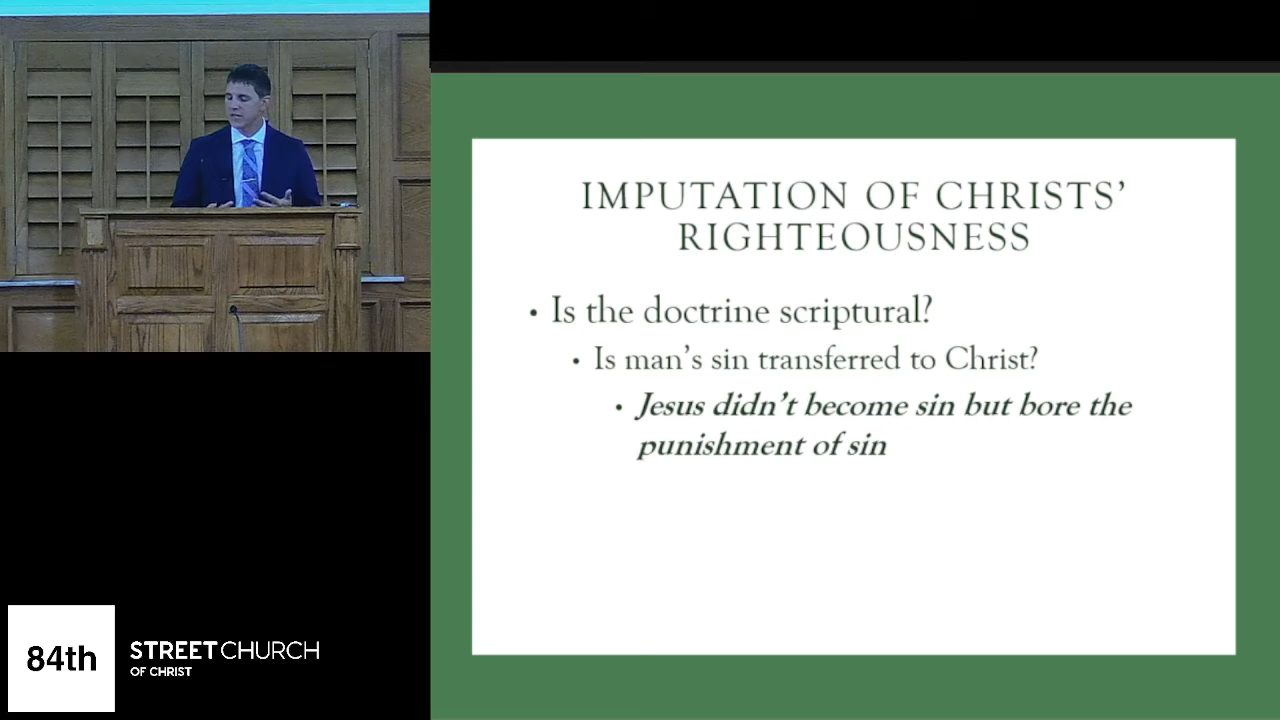 IMPUTATION OF CHRISTS’
RIGHTEOUSNESS
• Is the doctrine scriptural?
• Is man’s sin transferred to Christ?
• Jesus didn’t become sin but bore the
punishment of sin
84th
STREET CHURCH
OF CHRIST